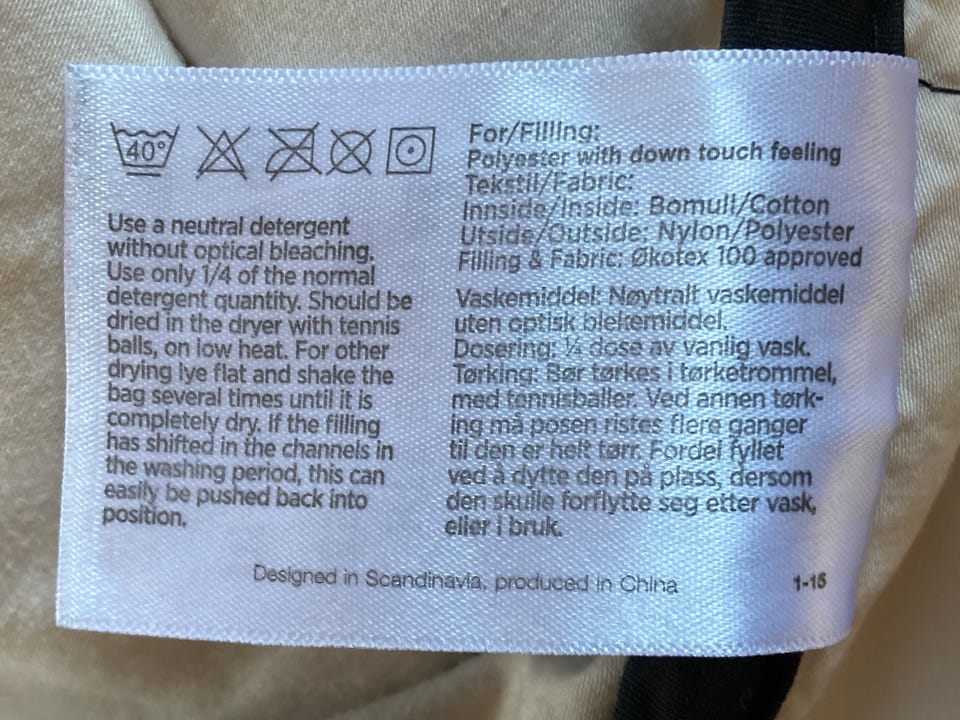 40°
Use a neutral detergent
without optical bleaching.
Use only 1/4 of the normal
detergent quantity. Should be
dried in the dryer with tennis
balls, on low heat. For other
drying lye flat and shake the
bag several times until it is
completely dry. If the filling
has shifted in the channels in
the washing period, this can
easily be pushed back into
position.
For/Filling:
Polyester with down touch feeling
Tekstil/Fabric:
Innside/Inside: Bomull/Cotton
Utside/Outside: Nylon/Polyester
Filling & Fabric: Økotex 100 approved
Vaskemiddel: Nøytralt vaskemiddel
uten optisk blekemiddel.
Dosering: ¼ dose av vanlig vask.
Tørking: Bør tørkes i tørketrommel,
med tennisballer. Ved annen tørk-
ing må posen ristes flere ganger
til den er helt tørr. Fordel fyllet
ved å dytte den på plass, dersom
den skulle forflytte seg etter vask,
eller i bruk.
Designed in Scandinavia, produced in China
1-15